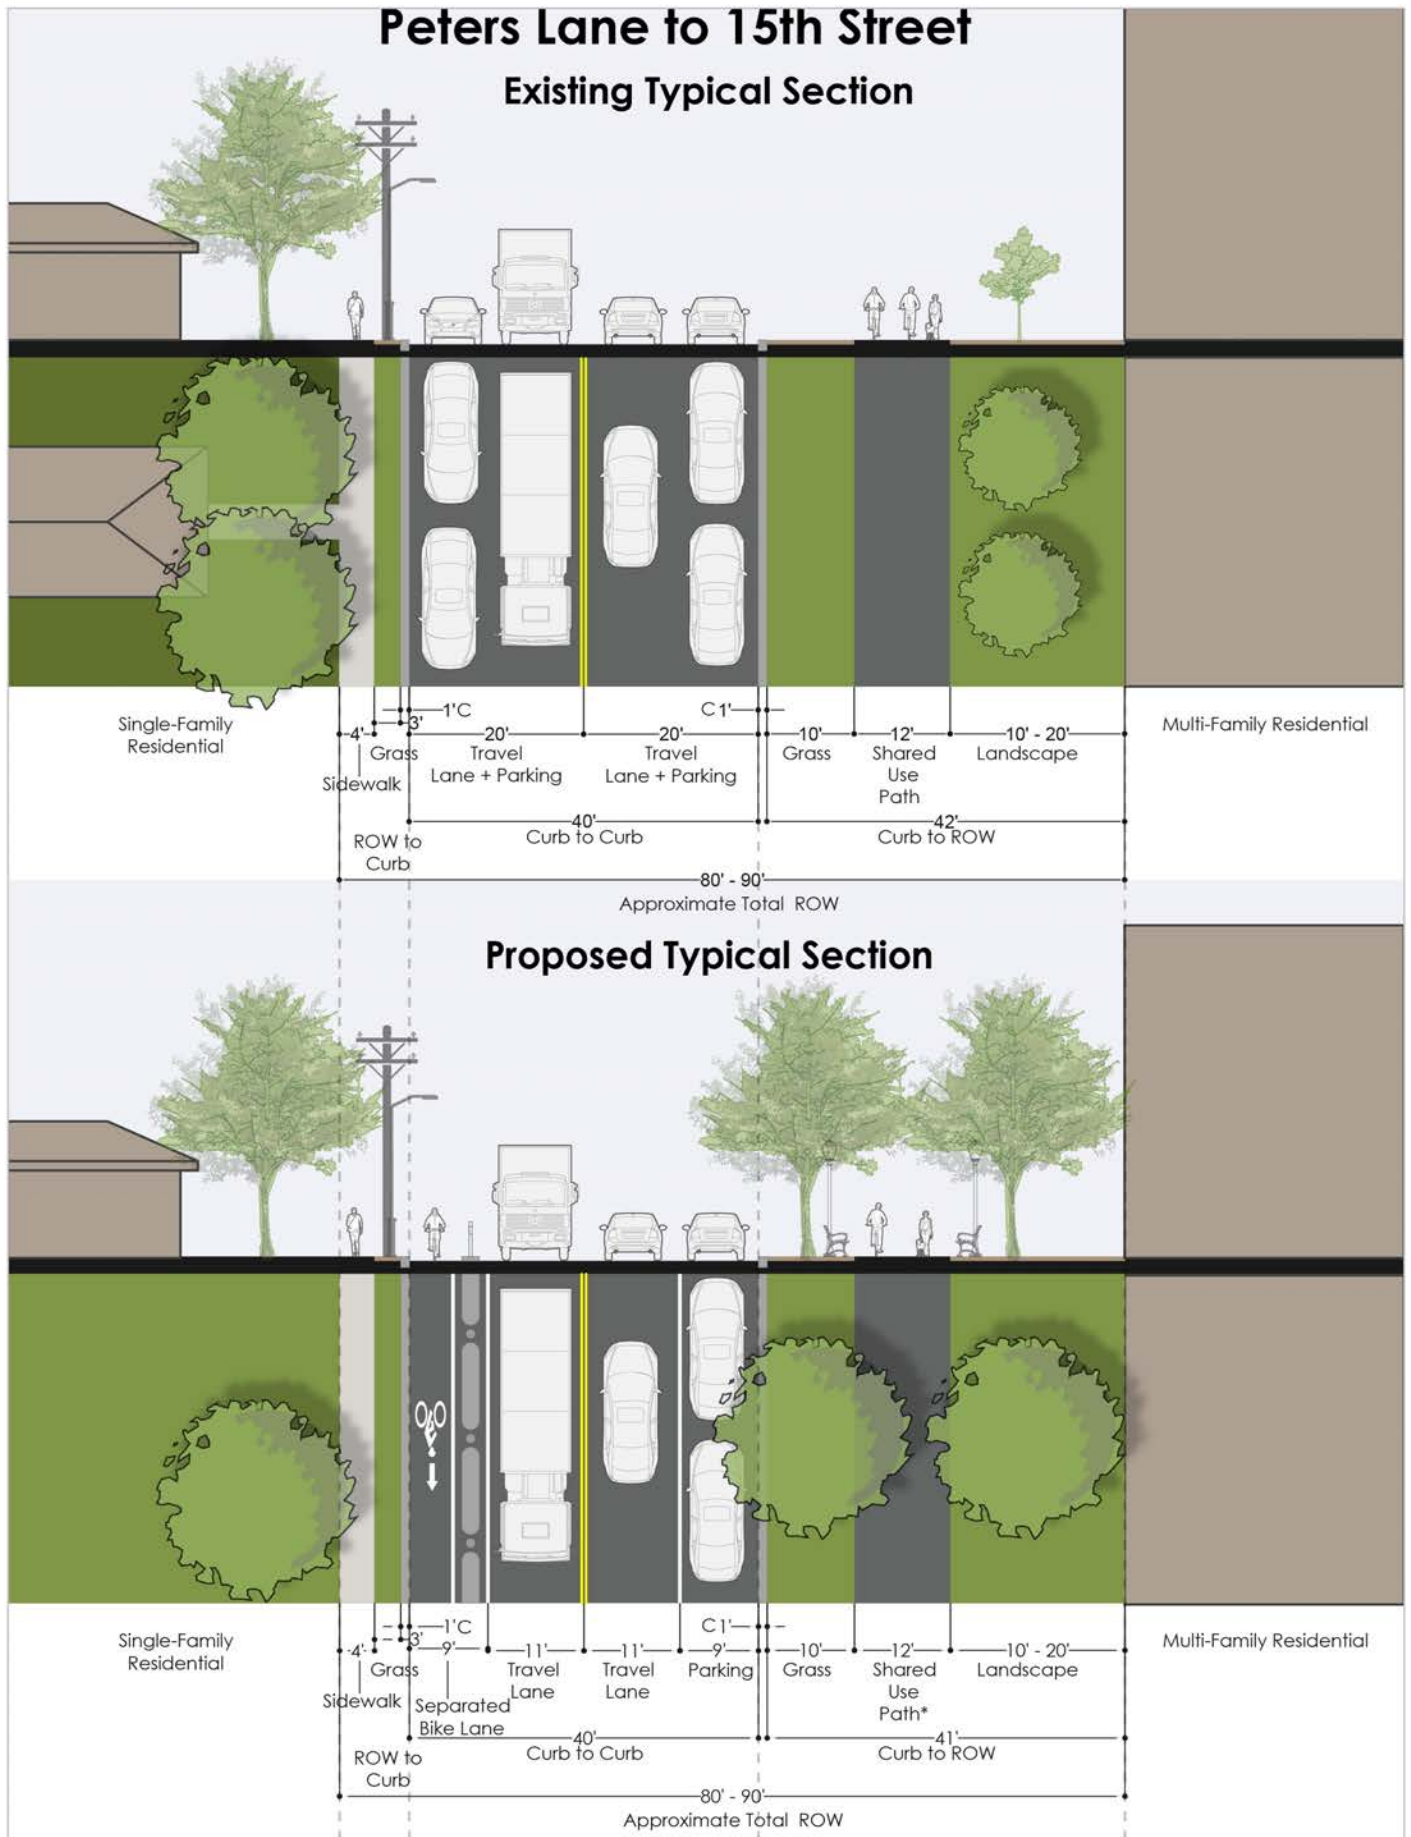 Peters Lane to 15th Street
Existing Typical Section
1'C
C 1'
3'
4'
20'
20'
10'
12'
10' - 20'
Single-Family
Residential
Multi-Family Residential
Grass
Travel
Lane + Parking
Travel
Lane + Parking
Grass
Shared
Use
Path
Landscape
Sidewalk
40'
Curb to Curb
42'
Curb to ROW
ROW to
Curb
80' - 90'
Approximate Total ROW
Proposed Typical Section
1'C
C 1'
3'
4'
9'
11'
11'
9'
10'
12'
10' - 20'
Single-Family
Residential
Multi-Family Residential
Grass
Travel
Lane
Travel
Lane
Parking
Grass
Shared
Use
Path*
Landscape
Sidewalk
Separated
Bike Lane
40'
Curb to Curb
41'
Curb to ROW
ROW to
Curb
80' - 90'
Approximate Total ROW